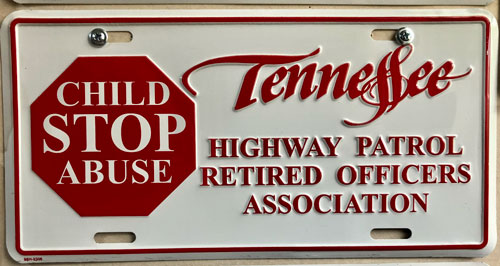 CHILD
STOP
ABUSE
Tennessee
HIGHWAY PATROL
RETIRED OFFICERS
ASSOCIATION